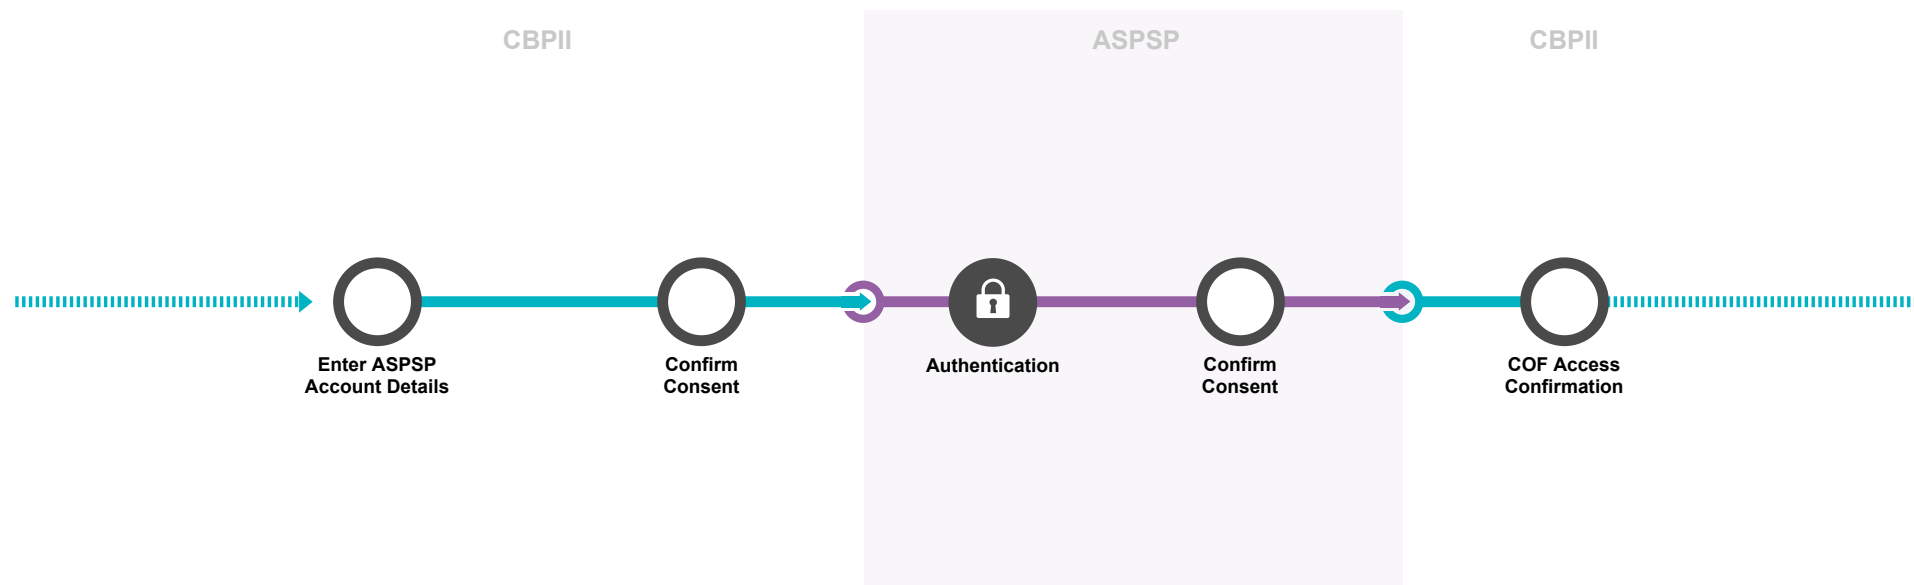 CBPII
ASPSP
CBPII
Enter ASPSP
Account Details
Confirm
Consent
Authentication
Confirm
Consent
COF Access
Confirmation